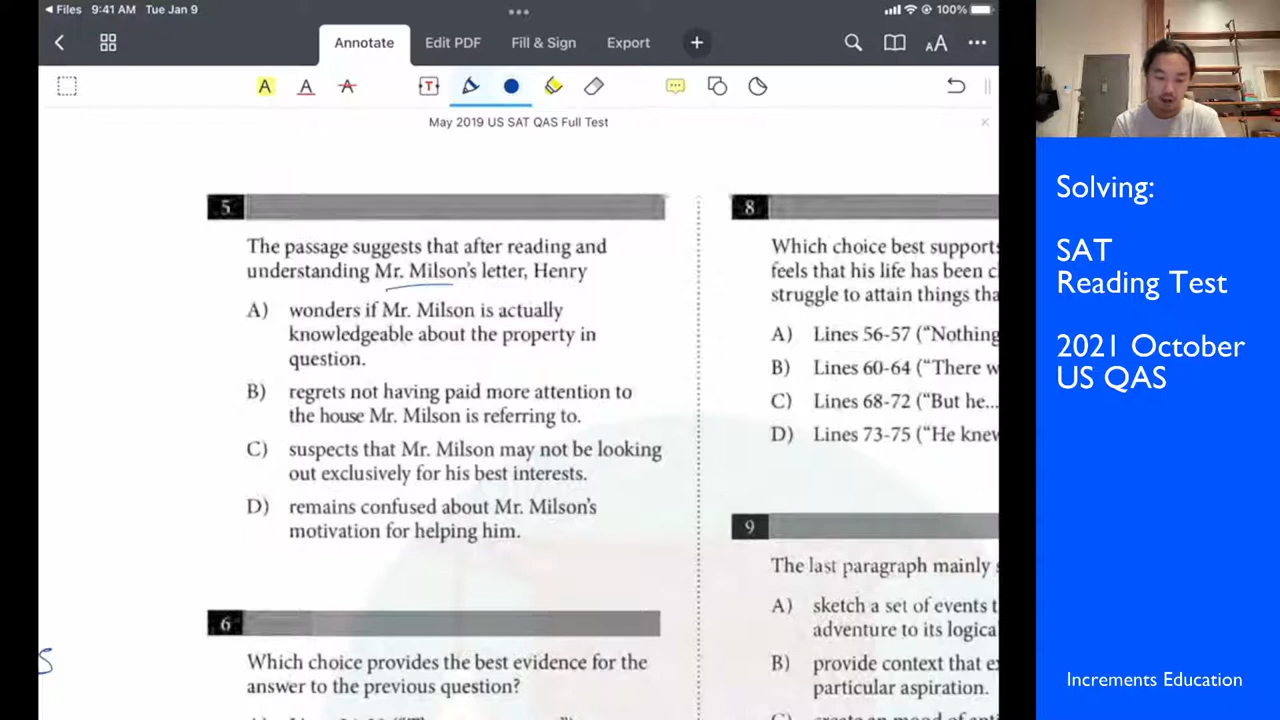 Files 9:41 AM Tue Jan 9
100%
Annotate Edit PDF Fill & Sign Export
A A A T AA
May 2019 US SAT QAS Full Test
5
The passage suggests that after reading and
understanding Mr. Milson's letter, Henry
A) wonders if Mr. Milson is actually
knowledgeable about the property in
question.
B) regrets not having paid more attention to
the house Mr. Milson is referring to.
C) suspects that Mr. Milson may not be looking
out exclusively for his best interests.
D) remains confused about Mr. Milson's
motivation for helping him.
6
Which choice provides the best evidence for the
answer to the previous question?
S
8
Which choice best supports
feels that his life has been
struggle to attain things
A) Lines 56-57 ("Nothing
B) Lines 60-64 ("There
C) Lines 68-72 ("But he...
D) Lines 73-75 ("He knew
9
The last paragraph mainly
A) sketch a set of events
adventure to its
B) provide context that
particular aspiration.
Solving:
SAT
Reading Test
2021 October
US QAS
Increments Education